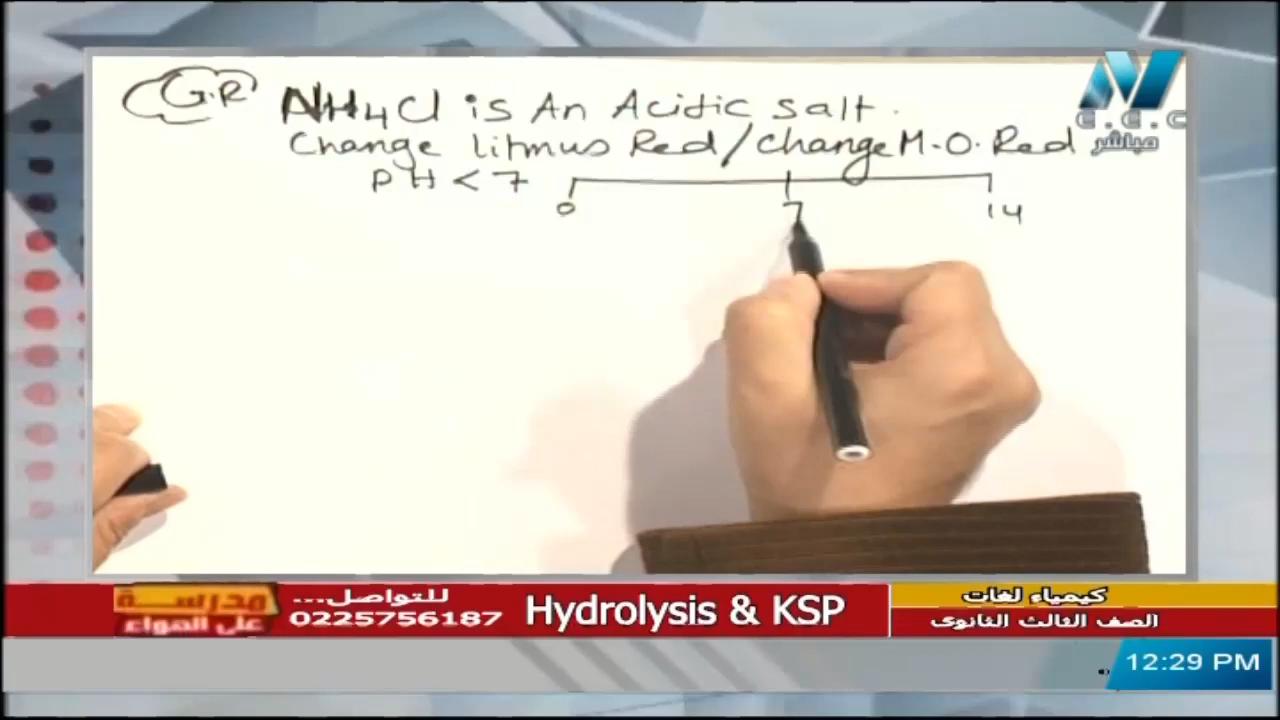 G.R NH4Cl is An Acidic Salt.
Change litmus Red / Change M.O. Red
PH < 7
0 7 14
E.E.C
مباشر
مدرسة
على الهواء
للتواصل...
0225756187
Hydrolysis & KSP
كيمياء لغات
الصف الثالث الثانوى
12:29 PM